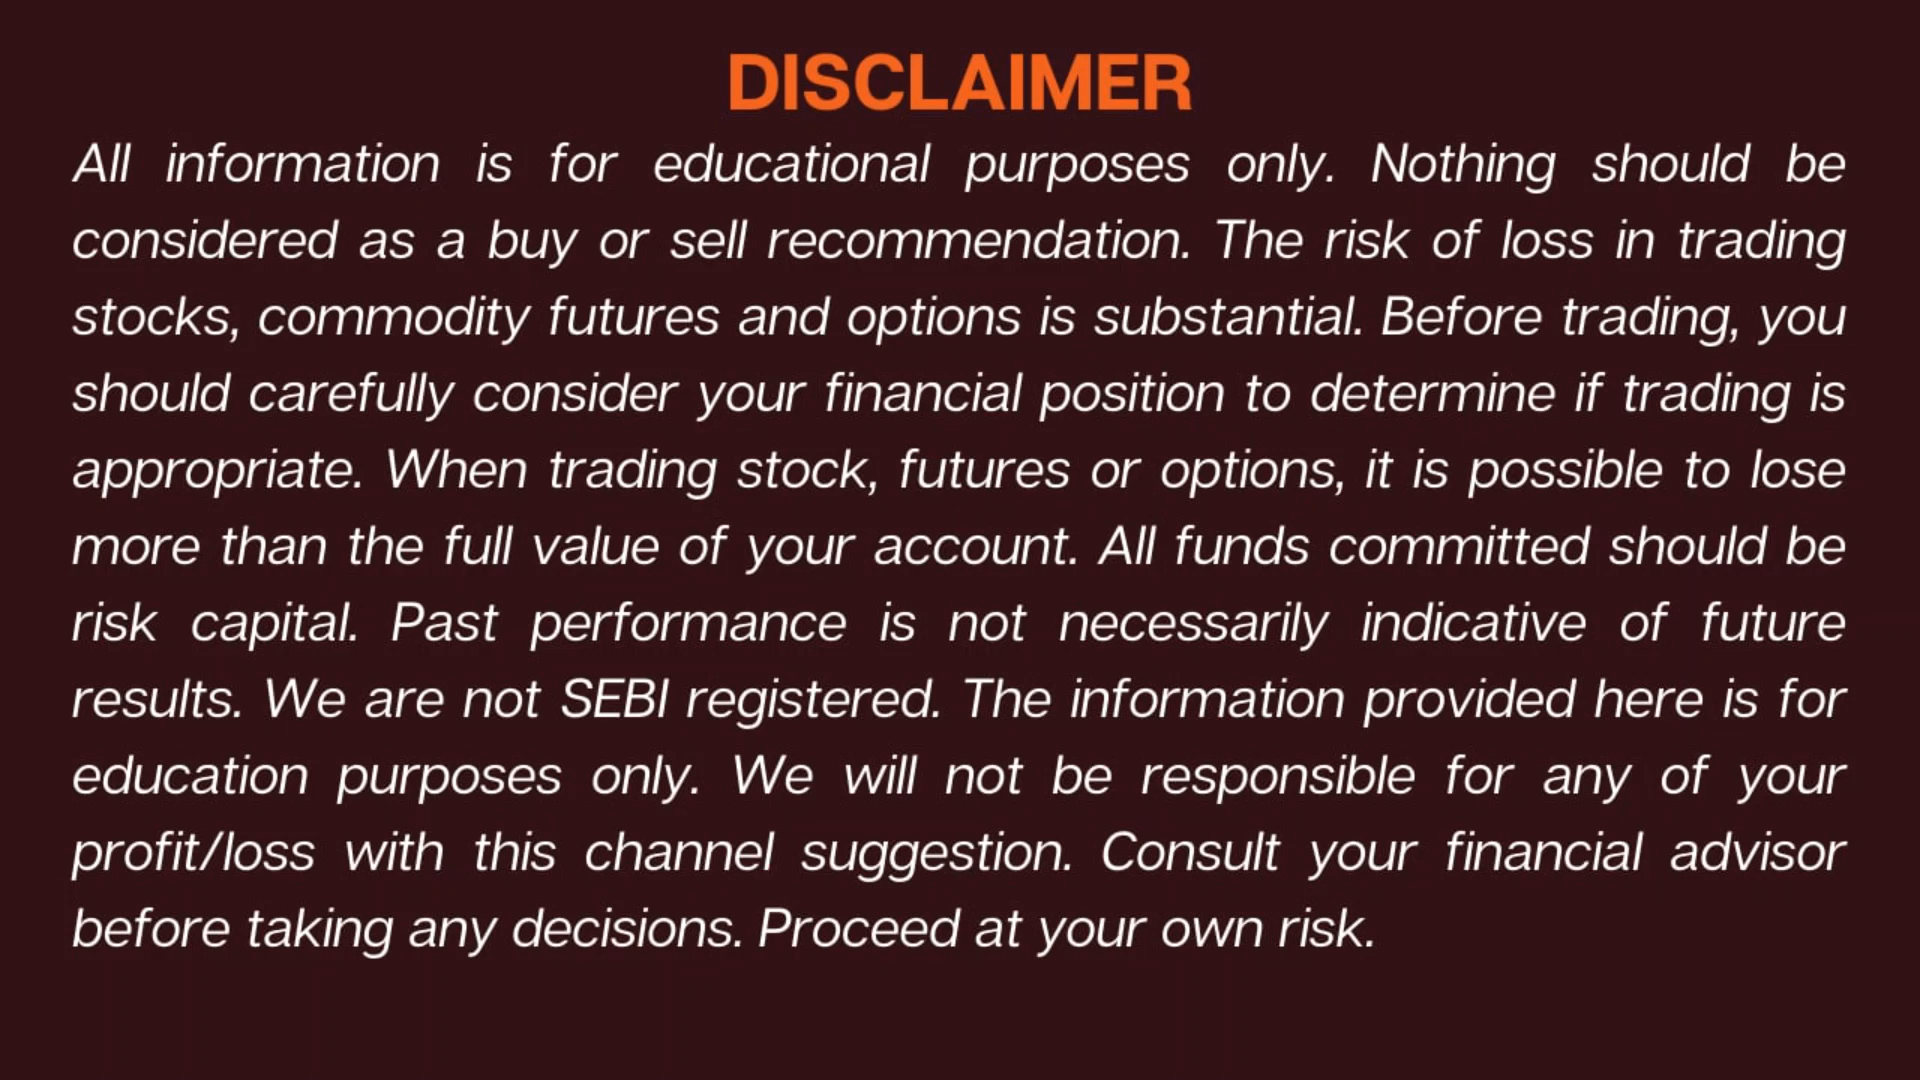 DISCLAIMER
All information is for educational purposes only. Nothing should be
considered as a buy or sell recommendation. The risk of loss in trading
stocks, commodity futures and options is substantial. Before trading, you
should carefully consider your financial position to determine if trading is
appropriate. When trading stock, futures or options, it is possible to lose
more than the full value of your account. All funds committed should be
risk capital. Past performance is not necessarily indicative of future
results. We are not SEBI registered. The information provided here is for
education purposes only. We will not be responsible for any of your
profit/loss with this channel suggestion. Consult your financial advisor
before taking any decisions. Proceed at your own risk.